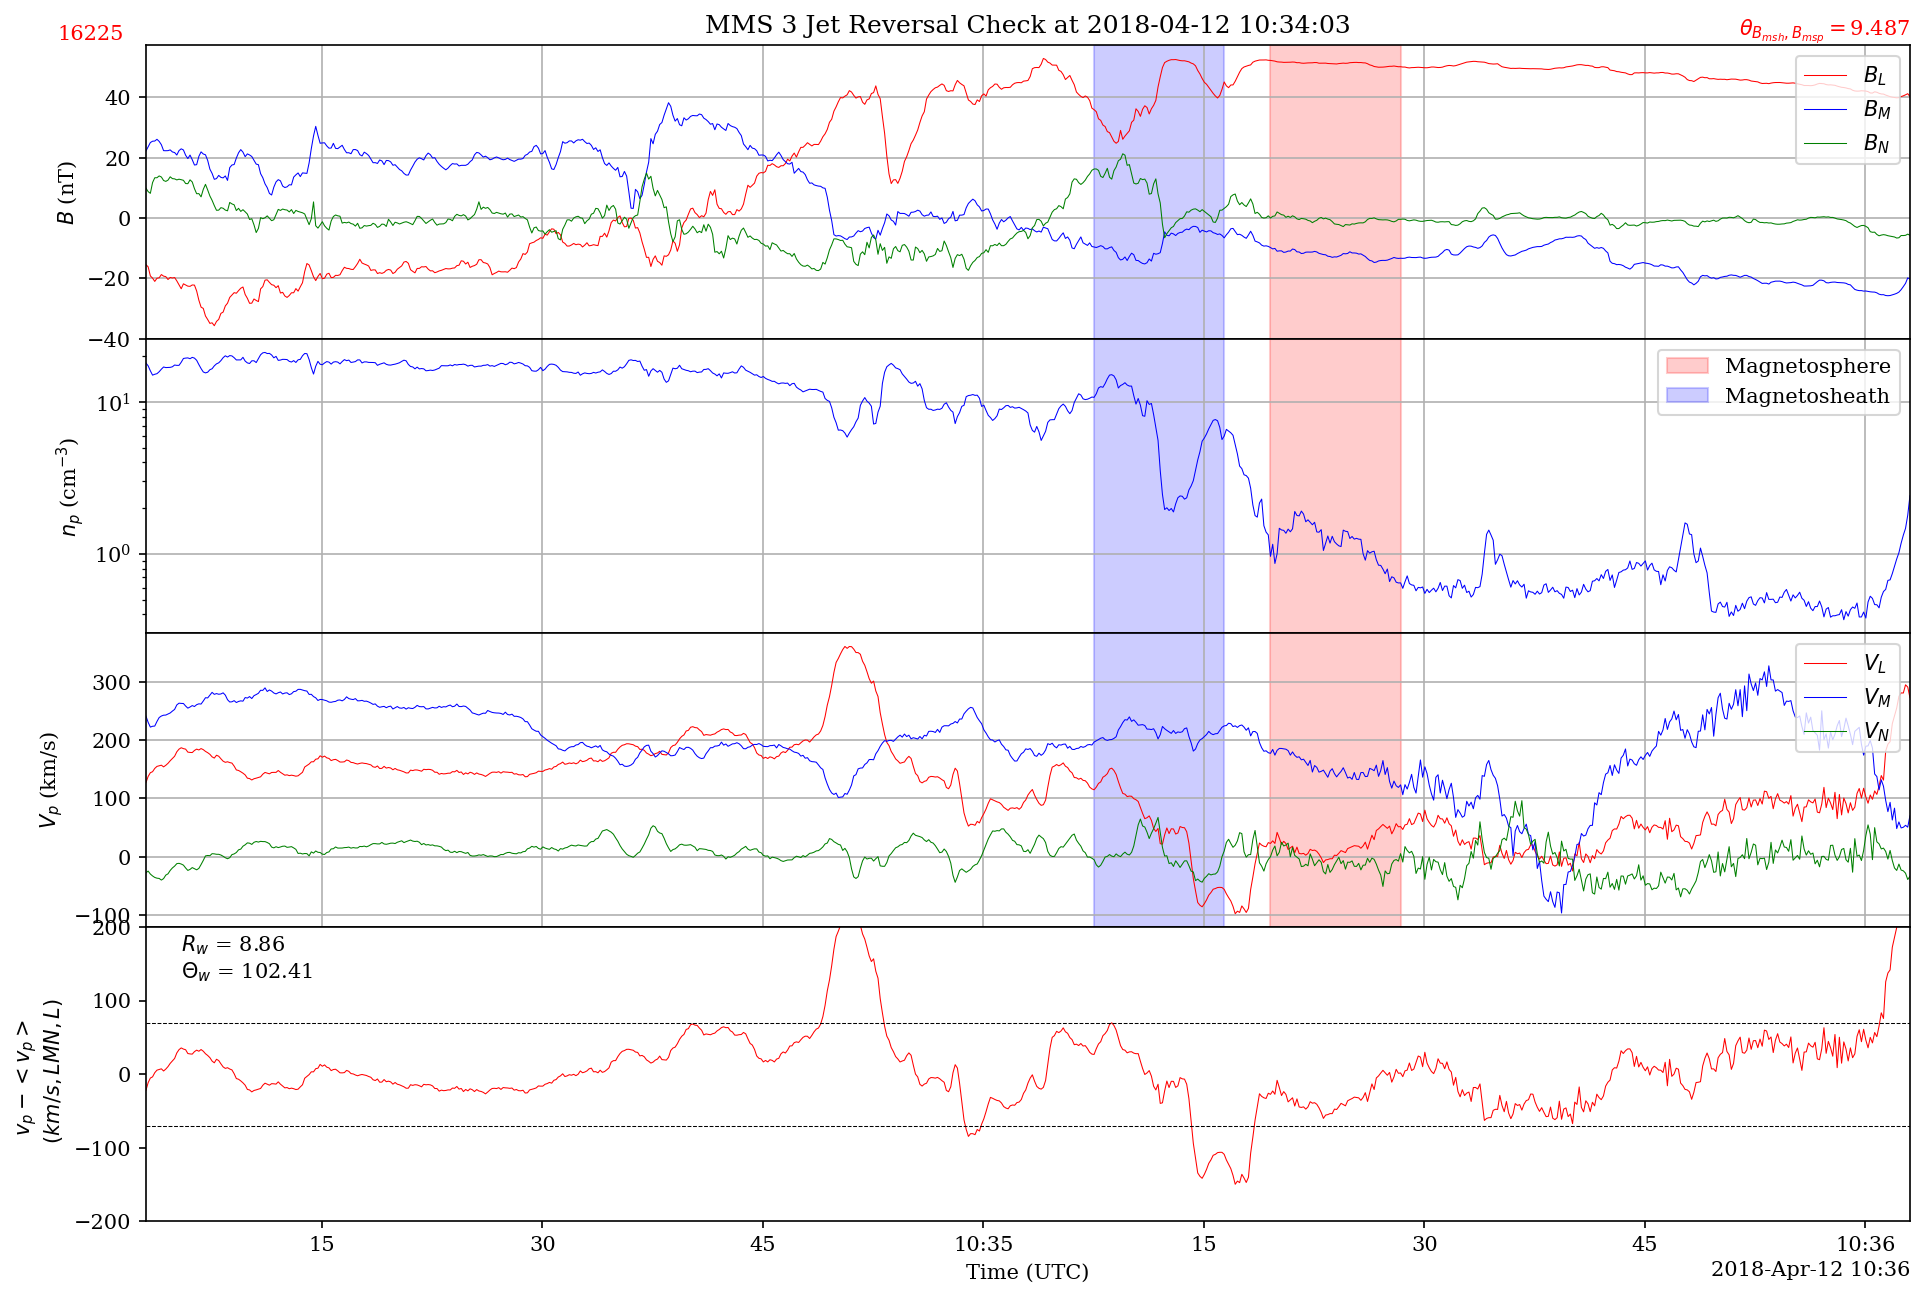 MMS 3 Jet Reversal Check at 2018-04-12 10:34:03
16225
θ_{B_{msh}, B_{msp}} = 9.487
B (nT)
40
20
0
−20
−40
B_L
B_M
B_N
n_p (cm^{−3})
10^1
10^0
Magnetosphere
Magnetosheath
V_p (km/s)
300
200
100
0
−100
V_L
V_M
V_N
v_p − < v_p >
(km/s, LMN, L)
200
100
0
−100
−200
R_w = 8.86
Θ_w = 102.41
15 30 45 10:35 15 30 45 10:36
Time (UTC)
2018-Apr-12 10:36